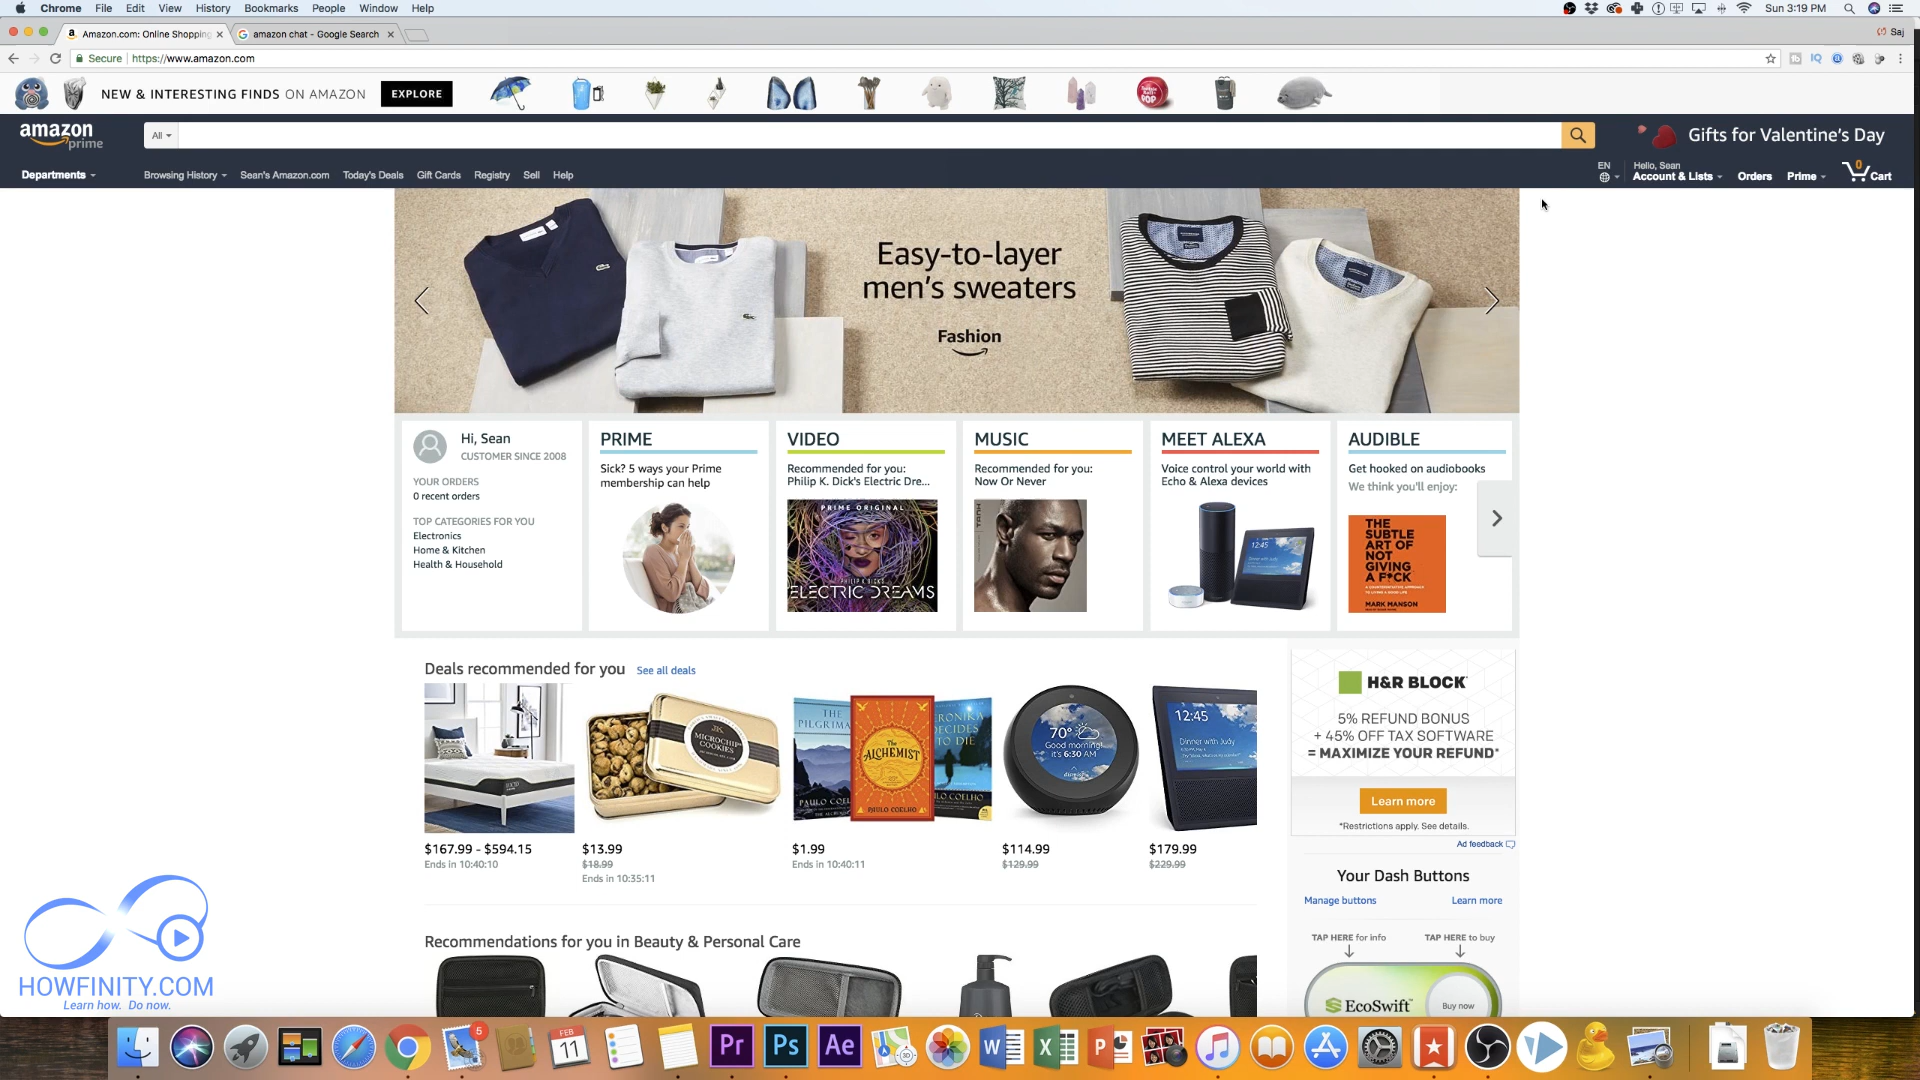 Chrome File Edit View History Bookmarks People Window Help
Sun 3:19 PM
Amazon.com: Online Shopping
amazon chat - Google Search
Saj
Secure https://www.amazon.com
NEW & INTERESTING FINDS ON AMAZON EXPLORE
amazon prime
All
Gifts for Valentine's Day
Departments
Browsing History Sean's Amazon.com Today's Deals Gift Cards Registry Sell Help
EN
Hello, Sean
Account & Lists Orders Prime 0 Cart
Easy-to-layer
men's sweaters
Fashion
Hi, Sean
CUSTOMER SINCE 2008
YOUR ORDERS
0 recent orders
TOP CATEGORIES FOR YOU
Electronics
Home & Kitchen
Health & Household
PRIME
Sick? 5 ways your Prime
membership can help
VIDEO
Recommended for you:
Philip K. Dick's Electric Dre...
PRIME ORIGINAL
PHILIP K. DICK'S
ELECTRIC DREAMS
MUSIC
Recommended for you:
Now Or Never
TANK
MEET ALEXA
Voice control your world with
Echo & Alexa devices
12:45
AUDIBLE
Get hooked on audiobooks
We think you'll enjoy:
THE
SUBTLE
ART OF
NOT
GIVING
A F*CK
MARK MANSON
Deals recommended for you See all deals
MICROCHIP
COOKIES
THE
PILGRIMA
PAULO COEL
The
ALCHEMIST
PAULO COELHO
RONIKA
DECIDES
TO DIE
PAULO COELHO
70°
Good morning!
it's 6:30 AM
12:45
Dinner with Judy
$167.99 - $594.15
Ends in 10:40:10
$13.99
$18.99
Ends in 10:35:11
$1.99
Ends in 10:40:11
$114.99
$129.99
$179.99
$229.99
H&R BLOCK
5% REFUND BONUS
+ 45% OFF TAX SOFTWARE
= MAXIMIZE YOUR REFUND*
Learn more
*Restrictions apply. See details.
Ad feedback
Your Dash Buttons
Manage buttons Learn more
TAP HERE for info TAP HERE to buy
EcoSwift Buy now
Recommendations for you in Beauty & Personal Care
HOWFINITY.COM
Learn how. Do now.
5
FEB
11
Pr Ps Ae
3D
W X P